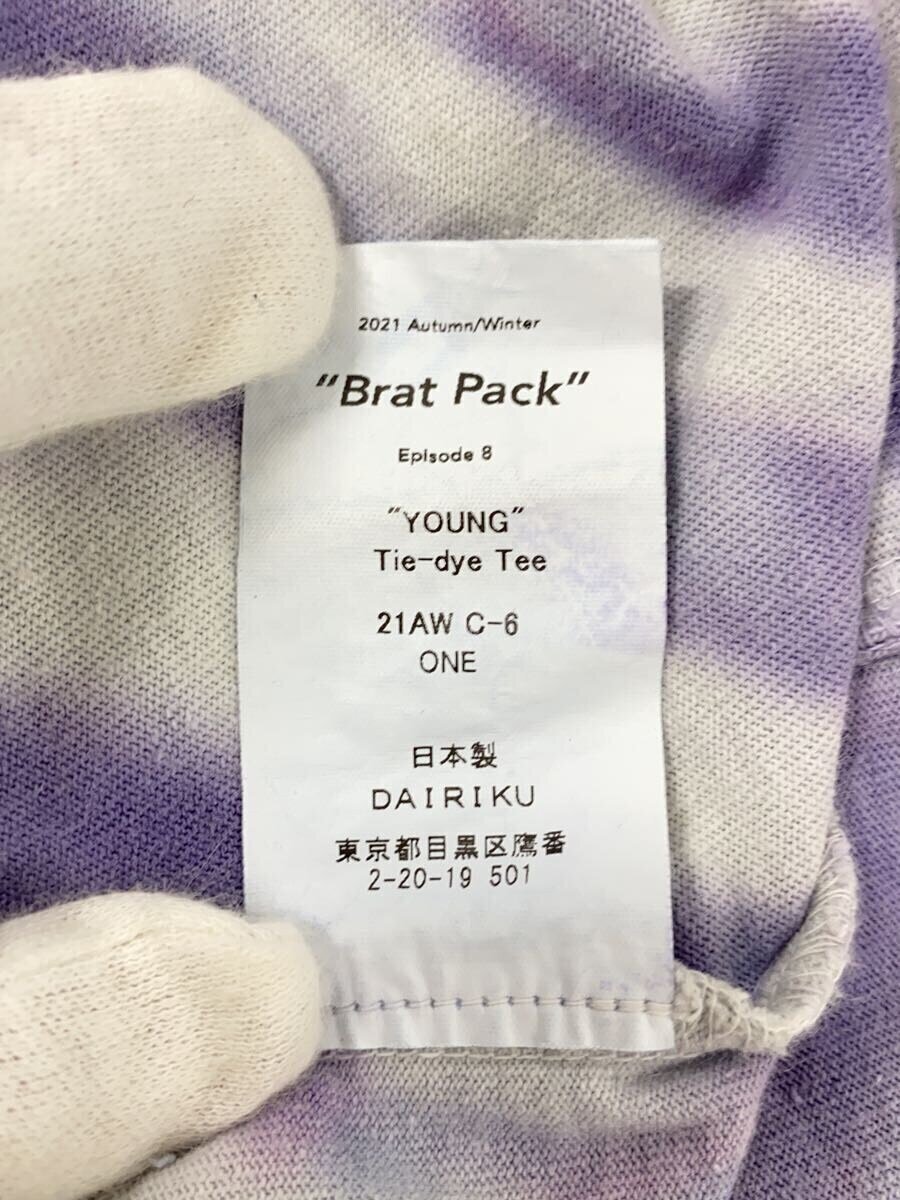 2021 Autumn/Winter
"Brat Pack"
Episode 8
"YOUNG"
Tie-dye Tee
21AW C-6
ONE
日本製
DAIRIKU
東京都目黒区鷹番
2-20-19 501